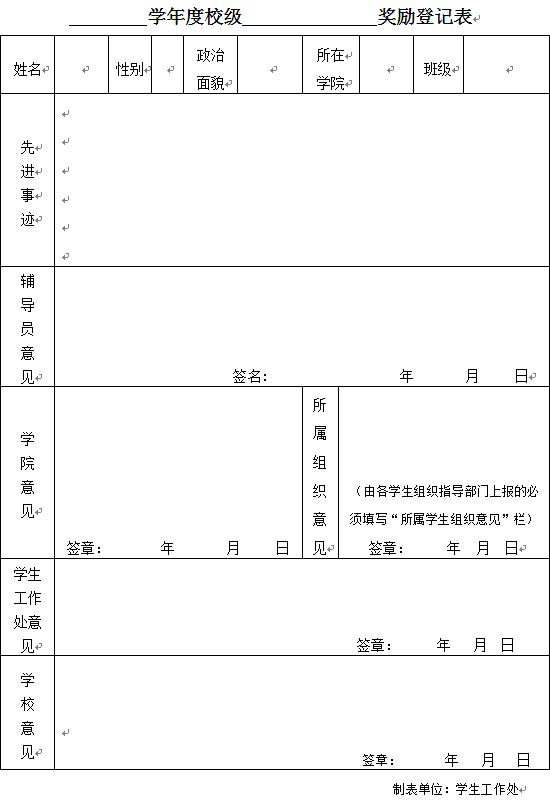 ________学年度校级______________奖励登记表
姓名 性别 政治面貌 所在学院 班级
先进事迹
辅导员意见
签名： 年 月 日
学院意见
签章： 年 月 日
所属组织意见
（由各学生组织指导部门上报的必
须填写“所属学生组织意见”栏）
签章： 年 月 日
学生工作处意见
签章： 年 月 日
学校意见
签章： 年 月 日
制表单位：学生工作处